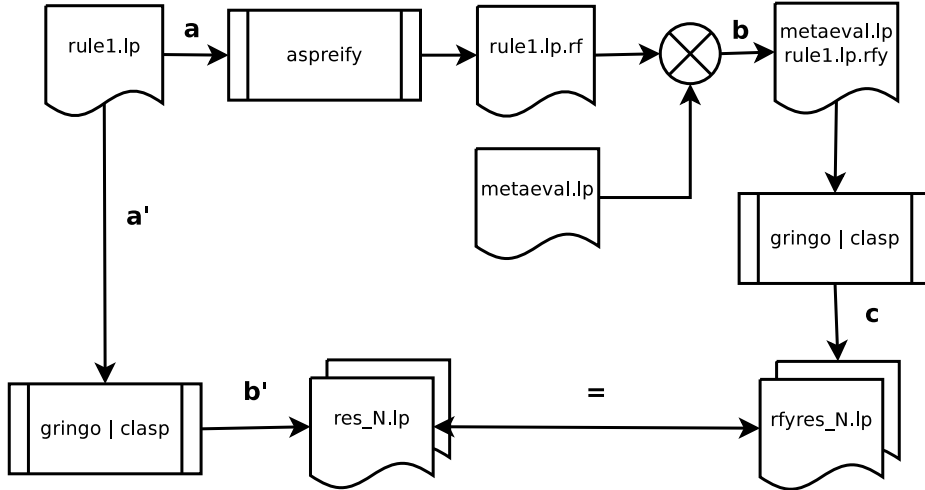 a
b
rule1.lp
aspreify
rule1.lp.rf
metaeval.lp
rule1.lp.rfy
metaeval.lp
a'
gringo | clasp
c
b'
=
gringo | clasp
res_N.lp
rfyres_N.lp